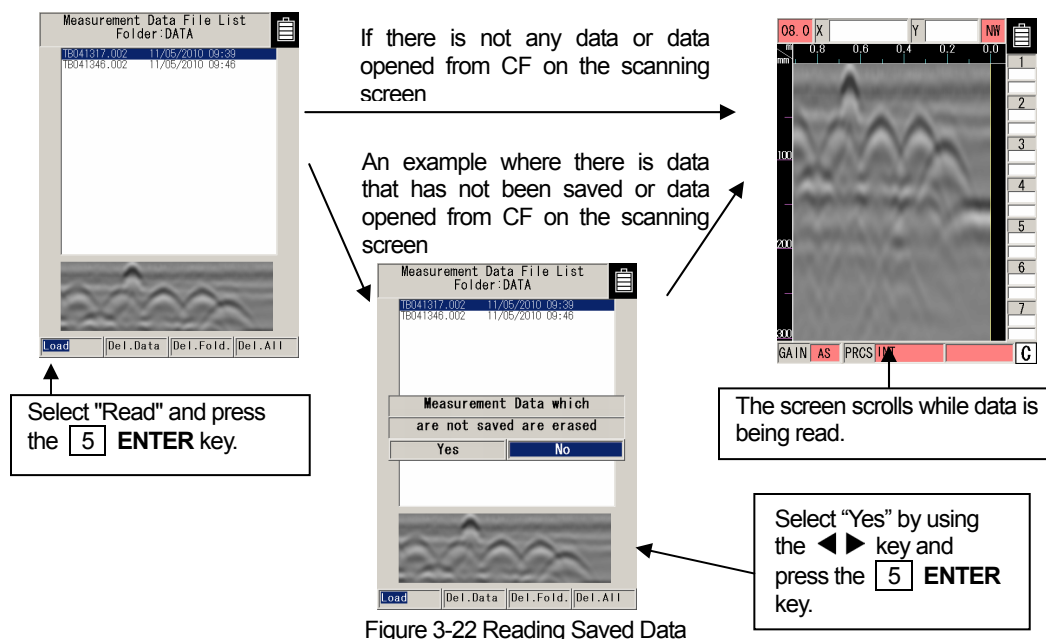 Measurement Data File List
Folder:DATA
TB041317.002 11/05/2010 09:39
TB041346.002 11/05/2010 09:46
Load Del.Data Del.Fold. Del.All
Select "Read" and press
the 5 ENTER key.
If there is not any data or data
opened from CF on the scanning
screen
An example where there is data
that has not been saved or data
opened from CF on the scanning
screen
Measurement Data File List
Folder:DATA
TB041317.002 11/05/2010 09:39
TB041346.002 11/05/2010 09:46
Measurement Data which
are not saved are erased
Yes No
Load Del.Data Del.Fold. Del.All
08.0 X Y NW
m 0.8 0.6 0.4 0.2 0.0
mm
100
200
300
1
2
3
4
5
6
7
GAIN AS PRCS INT C
The screen scrolls while data is
being read.
Select “Yes” by using
the ◀ ▶ key and
press the 5 ENTER
key.
Figure 3-22 Reading Saved Data